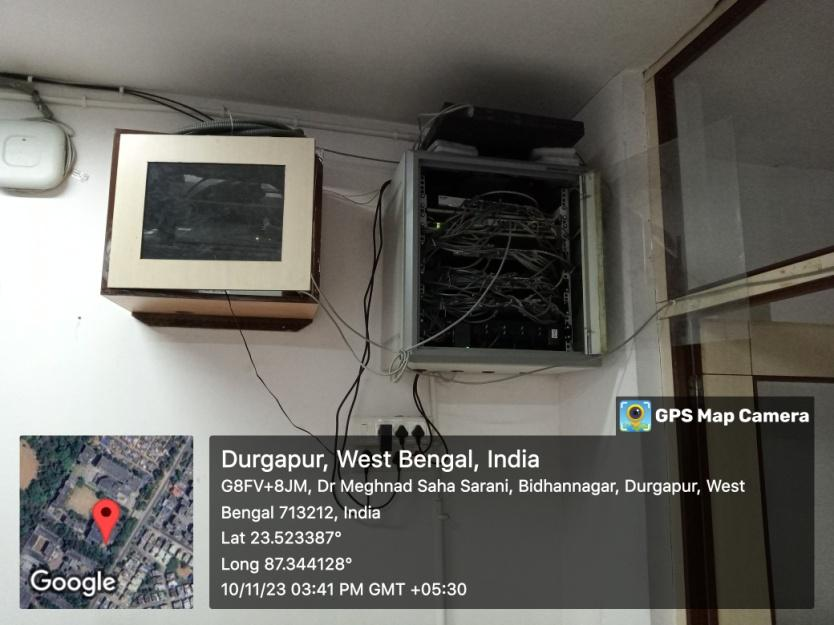 GPS Map Camera
Durgapur, West Bengal, India
G8FV+8JM, Dr Meghnad Saha Sarani, Bidhannagar, Durgapur, West
Bengal 713212, India
Lat 23.523387°
Long 87.344128°
10/11/23 03:41 PM GMT +05:30
Google